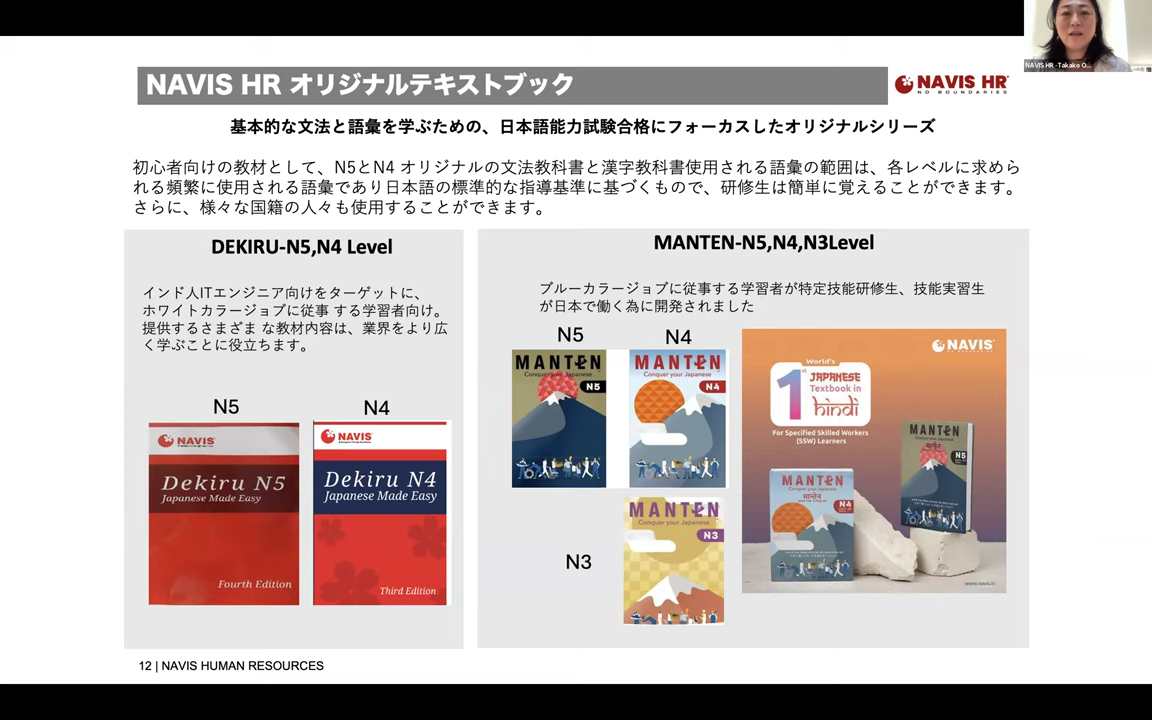 NAVIS HR -Takako O...
NAVIS HR オリジナルテキストブック
NAVIS HR
NO BOUNDARIES
基本的な文法と語彙を学ぶための、日本語能力試験合格にフォーカスしたオリジナルシリーズ
初心者向けの教材として、N5とN4 オリジナルの文法教科書と漢字教科書使用される語彙の範囲は、各レベルに求めら
れる頻繁に使用される語彙であり日本語の標準的な指導基準に基づくもので、研修生は簡単に覚えることができます。
さらに、様々な国籍の人々も使用することができます。
DEKIRU-N5,N4 Level
インド人ITエンジニア向けをターゲットに、
ホワイトカラージョブに従事 する学習者向け。
提供するさまざま な教材内容は、業界をより広
く学ぶことに役立ちます。
N5
N4
NAVIS
Dekiru N5
Japanese Made Easy
Fourth Edition
NAVIS
Dekiru N4
Japanese Made Easy
Third Edition
MANTEN-N5,N4,N3Level
ブルーカラージョブに従事する学習者が特定技能研修生、技能実習生
が日本で働く為に開発されました
N5
N4
MANTEN
Conquer your Japanese
N5
MANTEN
Conquer your Japanese
N4
N3
MANTEN
Conquer your Japanese
N3
NAVIS
World's
1st JAPANESE
Textbook in
hindi
For Specified Skilled Workers
(SSW) Learners
MANTEN
Conquer your Japanese
मानतेन
N5
MANTEN
Conquer your Japanese
मानतेन
N4
www.navis.in
12 | NAVIS HUMAN RESOURCES